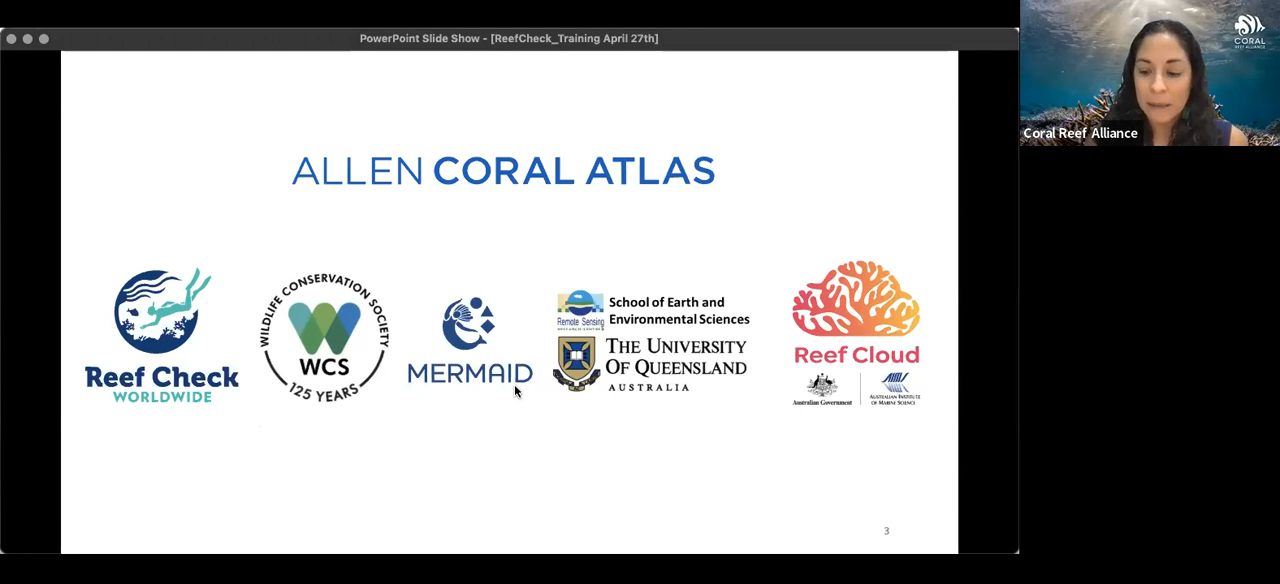 PowerPoint Slide Show - [ReefCheck_Training April 27th]
CORAL
REEF ALLIANCE
Coral Reef Alliance
ALLEN CORAL ATLAS
Reef Check
WORLDWIDE
WILDLIFE CONSERVATION SOCIETY
WCS
125 YEARS
MERMAID
Remote Sensing
School of Earth and
Environmental Sciences
THE UNIVERSITY
OF QUEENSLAND
AUSTRALIA
Reef Cloud
Australian Government
AIMS
AUSTRALIAN INSTITUTE
OF MARINE SCIENCE
3